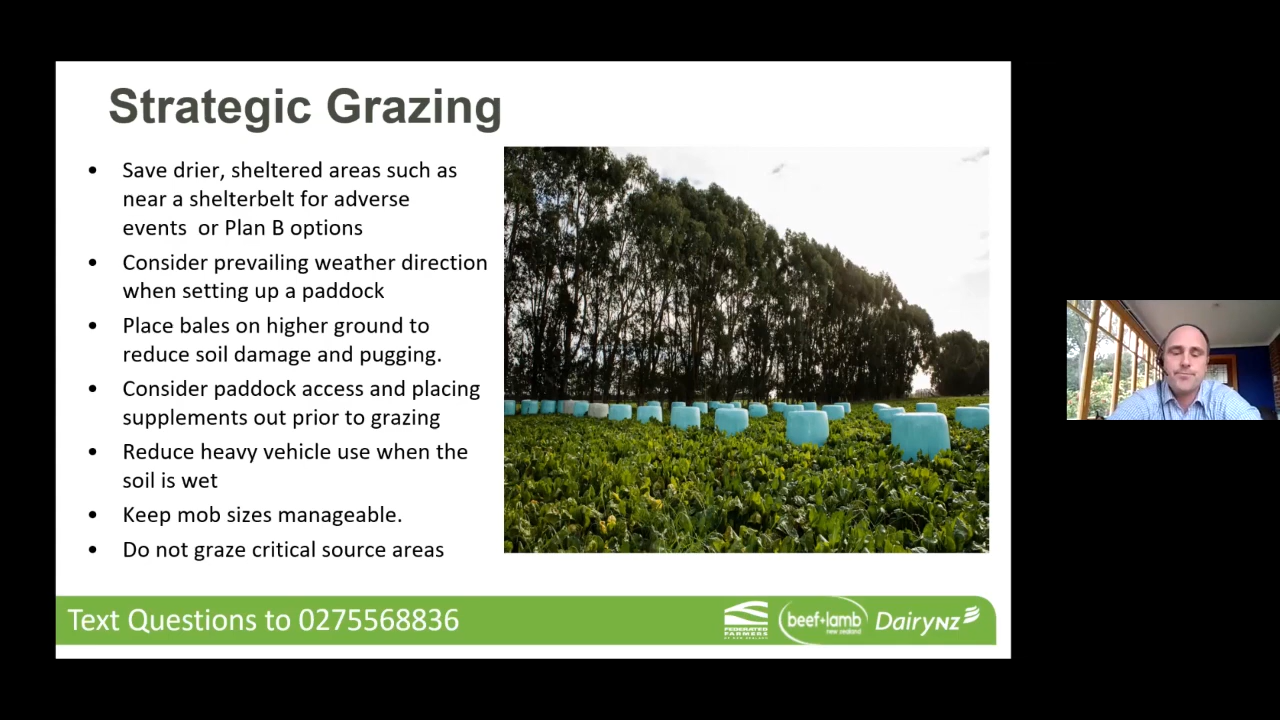 Strategic Grazing
• Save drier, sheltered areas such as
near a shelterbelt for adverse
events  or Plan B options
• Consider prevailing weather direction
when setting up a paddock
• Place bales on higher ground to
reduce soil damage and pugging.
• Consider paddock access and placing
supplements out prior to grazing
• Reduce heavy vehicle use when the
soil is wet
• Keep mob sizes manageable.
• Do not graze critical source areas
Text Questions to 0275568836
FEDERATED
FARMERS
OF NEW ZEALAND
beef+lamb
new zealand
DairyNZ